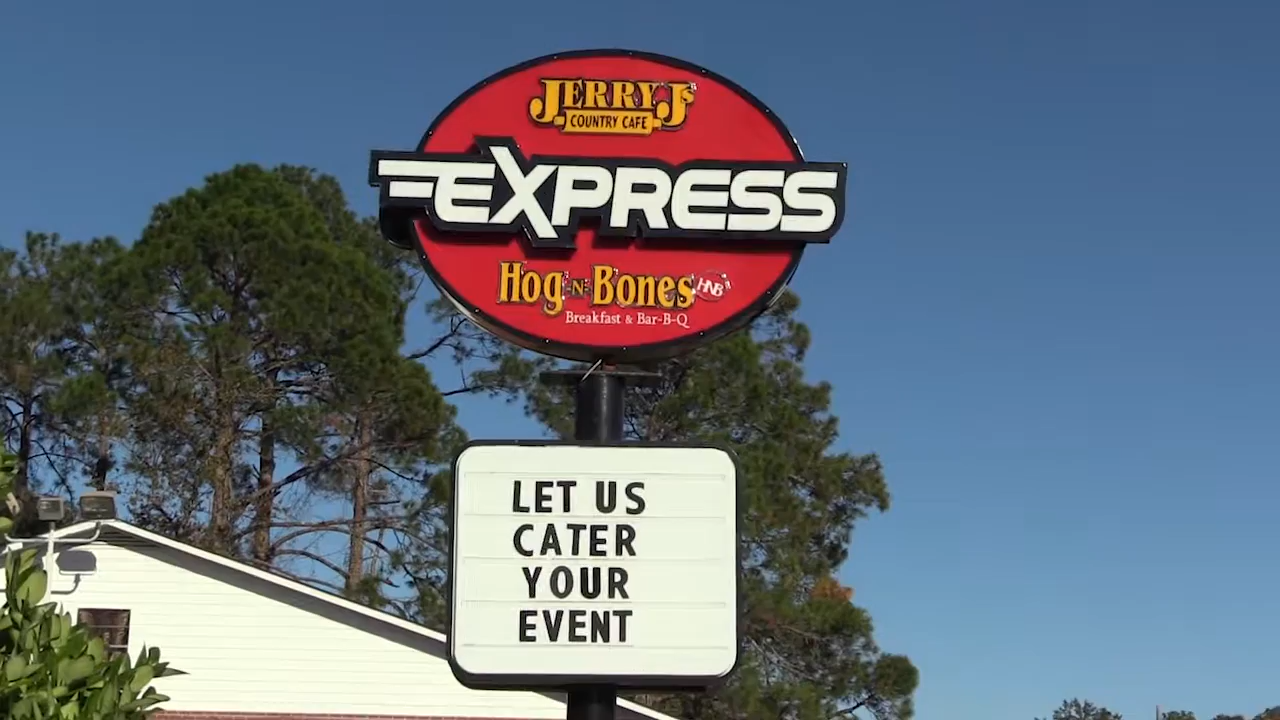 JERRY J's
COUNTRY CAFE
EXPRESS
Hog-N-Bones HNB
Breakfast & Bar-B-Q
LET US
CATER
YOUR
EVENT